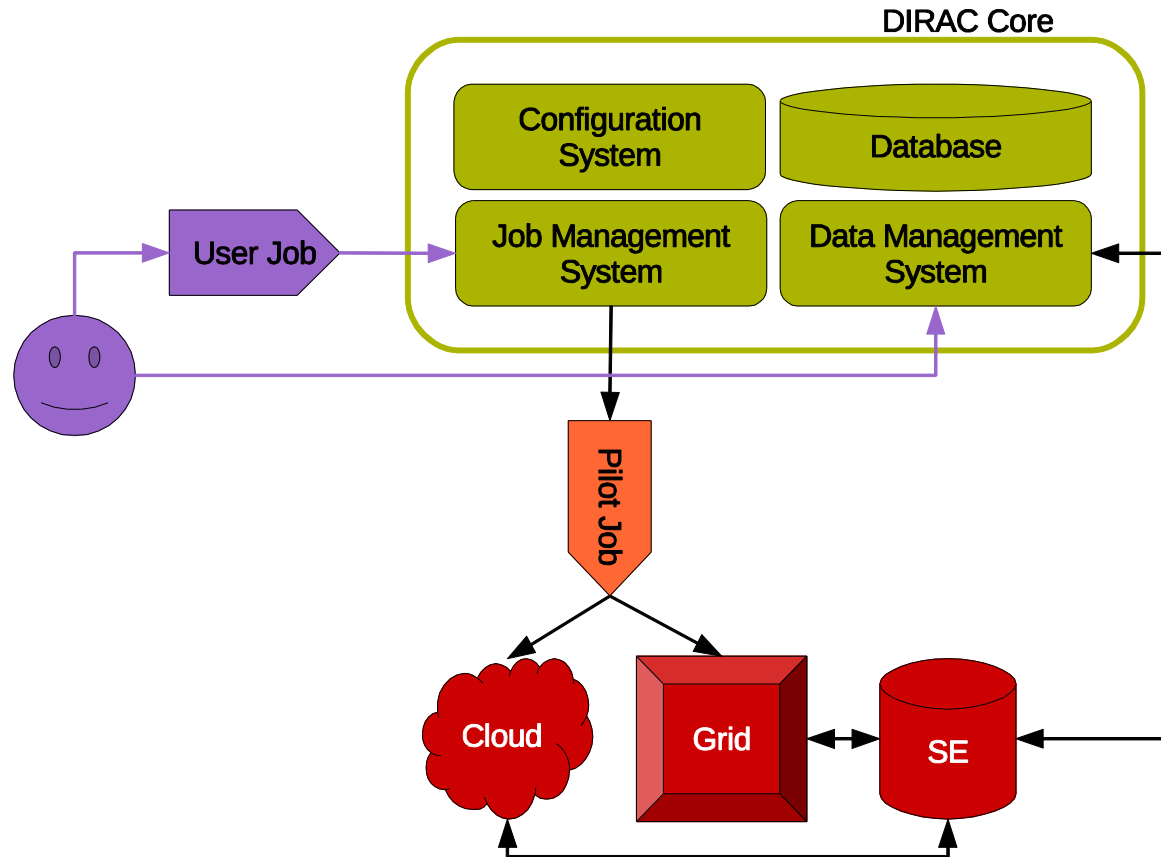 DIRAC Core
Configuration
System
Database
User Job
Job Management
System
Data Management
System
Pilot Job
Cloud
Grid
SE